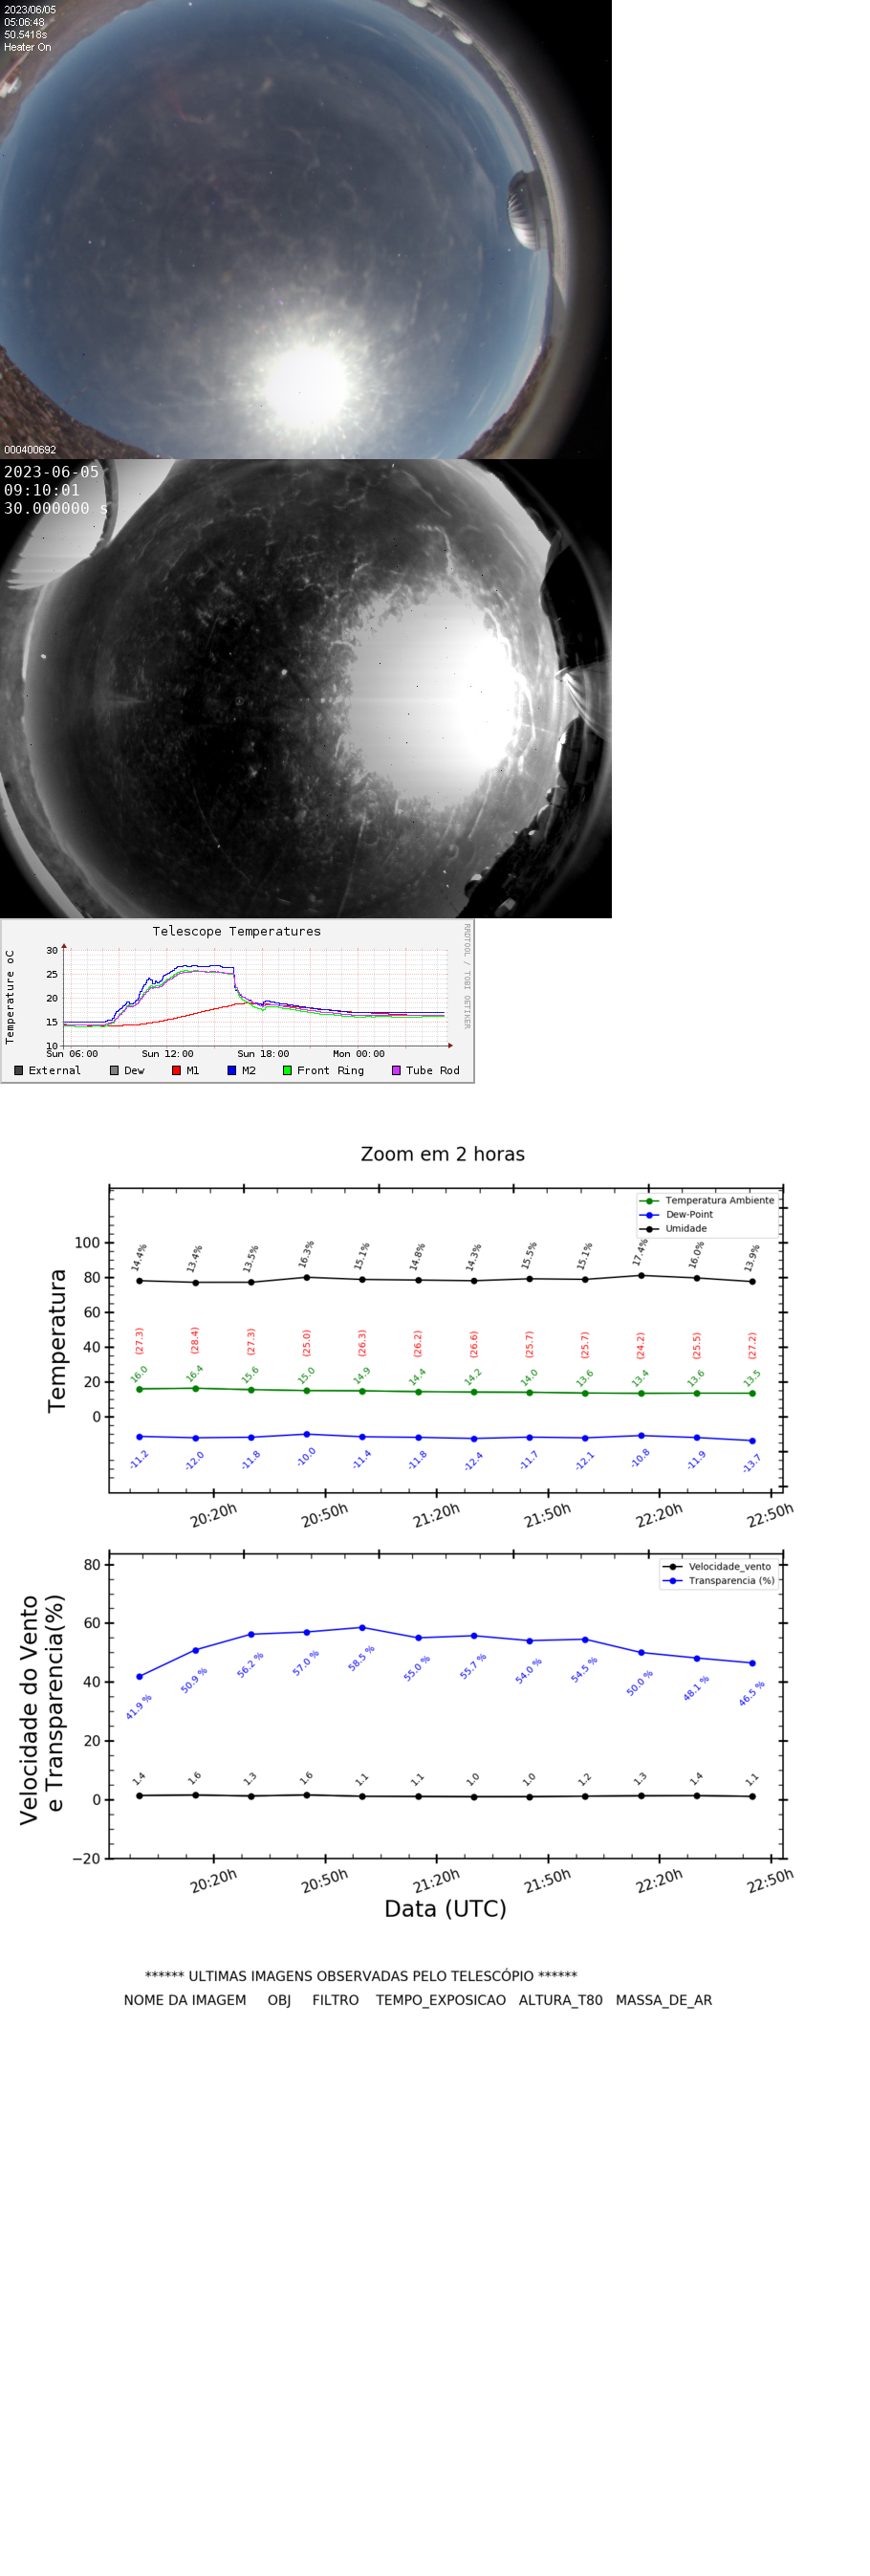 2023/06/05
05:06:48
50.5418s
Heater On
000400692
2023-06-05
09:10:01
30.000000 s
Telescope Temperatures
RRDTOOL / TOBI OETIKER
Temperature oC
30
25
20
15
10
Sun 06:00 Sun 12:00 Sun 18:00 Mon 00:00
External Dew M1 M2 Front Ring Tube Rod
Zoom em 2 horas
Temperatura Ambiente
Dew-Point
Umidade
Temperatura
100
80
60
40
20
0
14.4% 13.4% 13.5% 16.3% 15.1% 14.8% 14.3% 15.5% 15.1% 17.4% 16.0% 13.9%
(27.3) (28.4) (27.3) (25.0) (26.3) (26.2) (26.6) (25.7) (25.7) (24.2) (25.5) (27.2)
16.0 16.4 15.6 15.0 14.9 14.4 14.2 14.0 13.6 13.4 13.6 13.5
-11.2 -12.0 -11.8 -10.0 -11.4 -11.8 -12.4 -11.7 -12.1 -10.8 -11.9 -13.7
20:20h 20:50h 21:20h 21:50h 22:20h 22:50h
Velocidade_vento
Transparencia (%)
Velocidade do Vento
e Transparencia(%)
80
60
40
20
0
−20
41.9 % 50.9 % 56.2 % 57.0 % 58.5 % 55.0 % 55.7 % 54.0 % 54.5 % 50.0 % 48.1 % 46.5 %
1.4 1.6 1.3 1.6 1.1 1.1 1.0 1.0 1.2 1.3 1.4 1.1
20:20h 20:50h 21:20h 21:50h 22:20h 22:50h
Data (UTC)
****** ULTIMAS IMAGENS OBSERVADAS PELO TELESCÓPIO ******
NOME DA IMAGEM OBJ FILTRO TEMPO_EXPOSICAO ALTURA_T80 MASSA_DE_AR